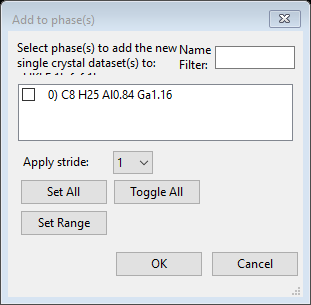 Add to phase(s)
Select phase(s) to add the new
single crystal dataset(s) to:
Name
Filter:
0) C8 H25 Al0.84 Ga1.16
Apply stride:
1
Set All
Toggle All
Set Range
OK
Cancel